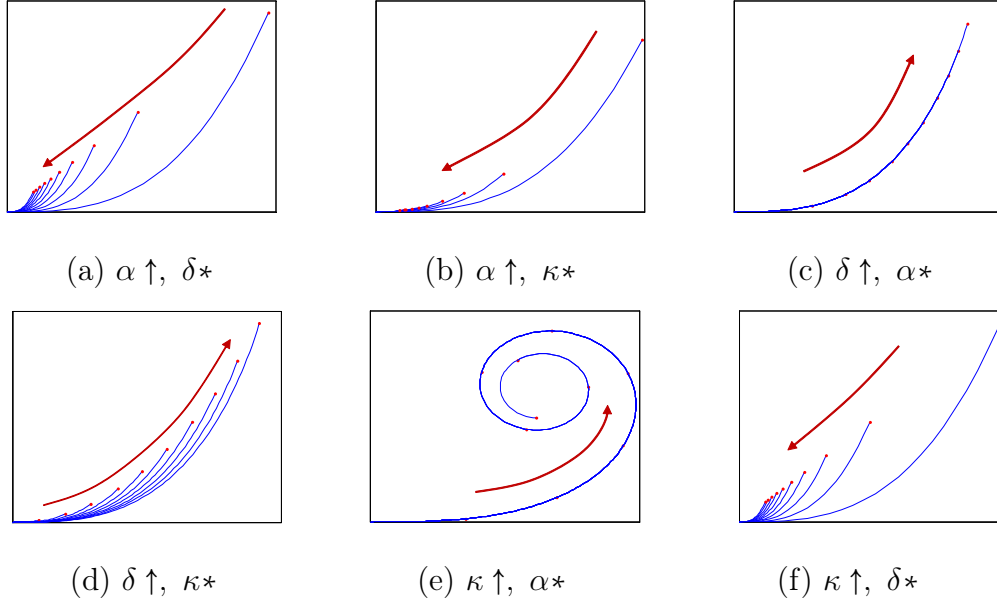 (a) α ↑, δ∗
(b) α ↑, κ∗
(c) δ ↑, α∗
(d) δ ↑, κ∗
(e) κ ↑, α∗
(f) κ ↑, δ∗